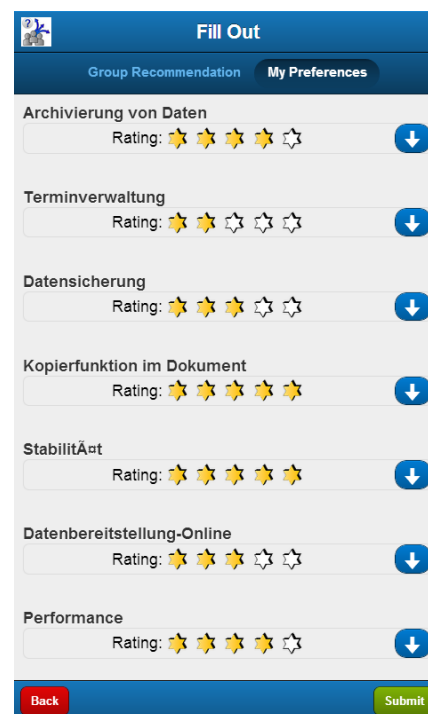 Fill Out
Group Recommendation My Preferences
Archivierung von Daten
Rating:
Terminverwaltung
Rating:
Datensicherung
Rating:
Kopierfunktion im Dokument
Rating:
StabilitÃ¤t
Rating:
Datenbereitstellung-Online
Rating:
Performance
Rating:
Back Submit